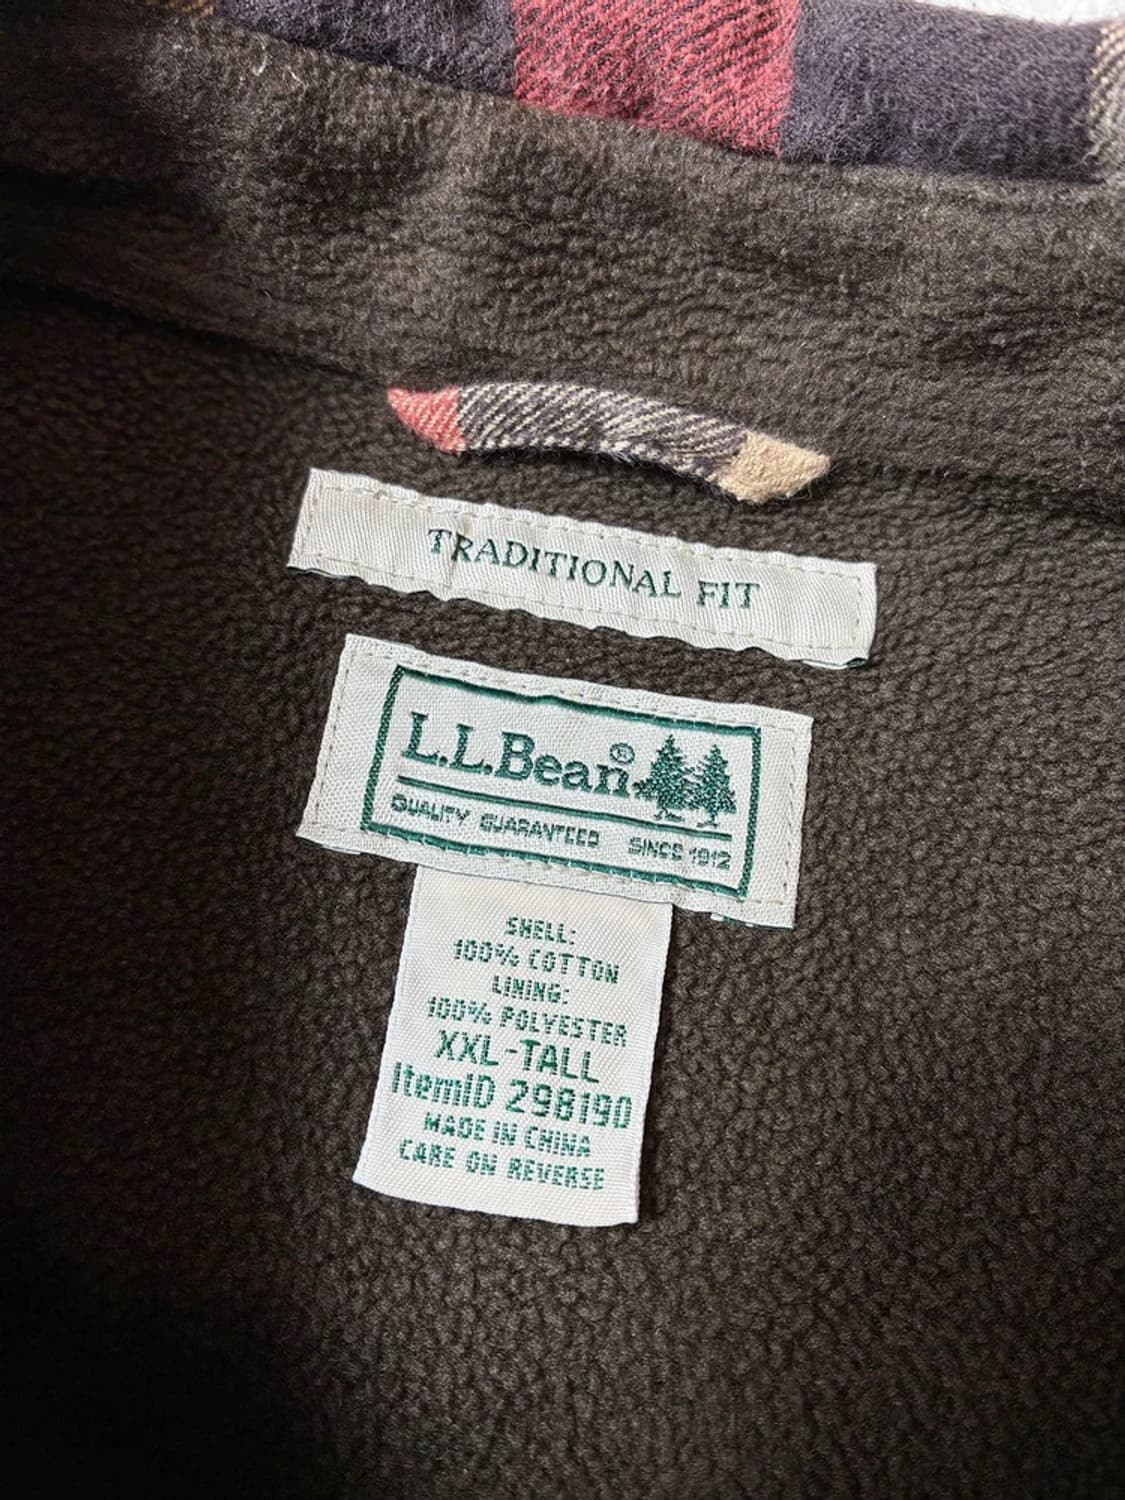 TRADITIONAL FIT
L.L.Bean®
QUALITY GUARANTEED SINCE 1912
SHELL:
100% COTTON
LINING:
100% POLYESTER
XXL-TALL
ItemID 298190
MADE IN CHINA
CARE ON REVERSE